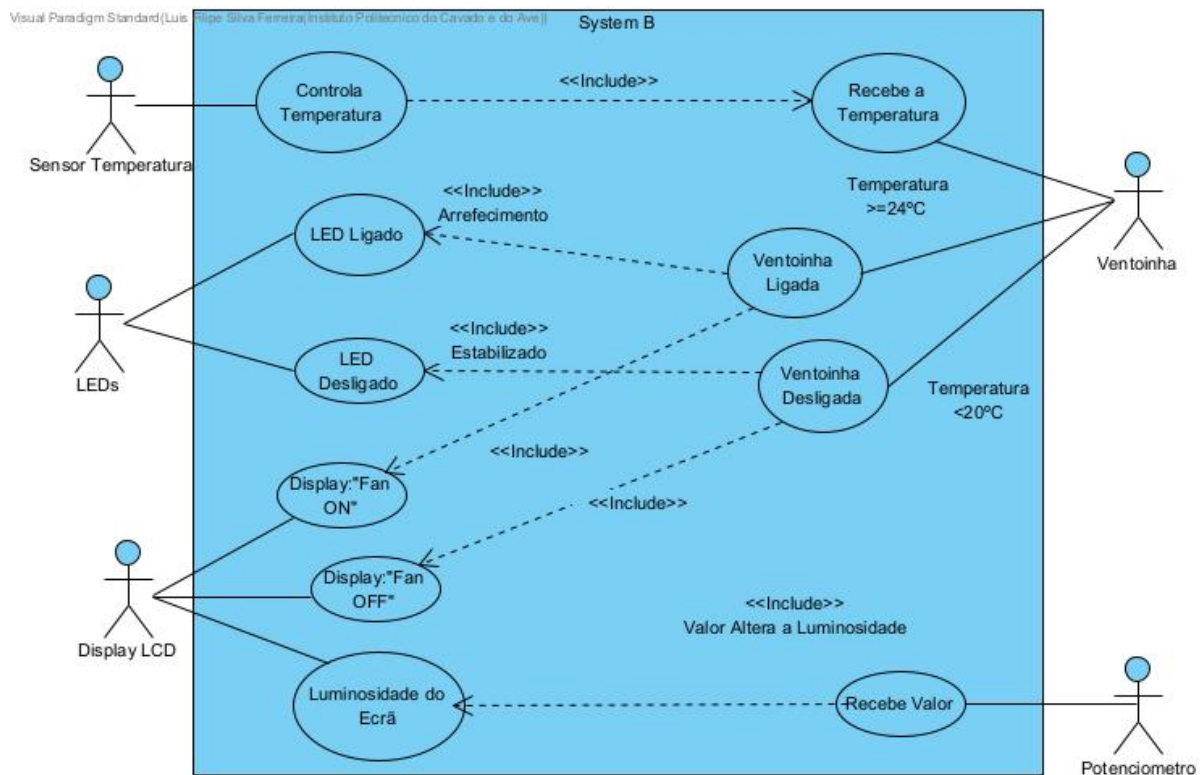 Visual Paradigm Standard(Luis Filipe Silva Ferreira(Instituto Politecnico do Cavado e do Ave))
System B
Controla
Temperatura
<<Include>>
Recebe a
Temperatura
Sensor Temperatura
<<Include>>
Arrefecimento
Temperatura
>=24ºC
LED Ligado
Ventoinha
Ligada
Ventoinha
<<Include>>
Estabilizado
LED
Desligado
Ventoinha
Desligada
LEDs
Temperatura
<20ºC
<<Include>>
Display:"Fan
ON"
<<Include>>
Display:"Fan
OFF"
<<Include>>
Valor Altera a Luminosidade
Display LCD
Luminosidade do
Ecrã
Recebe Valor
Potenciometro